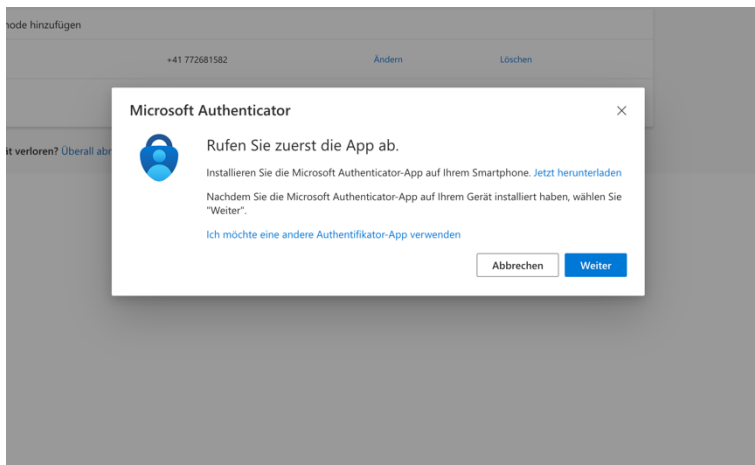 node hinzufügen
+41 772681582 Ändern Löschen
Microsoft Authenticator
Rufen Sie zuerst die App ab.
ät verloren? Überall abr
Installieren Sie die Microsoft Authenticator-App auf Ihrem Smartphone. Jetzt herunterladen
Nachdem Sie die Microsoft Authenticator-App auf Ihrem Gerät installiert haben, wählen Sie
"Weiter".
Ich möchte eine andere Authentifikator-App verwenden
Abbrechen Weiter